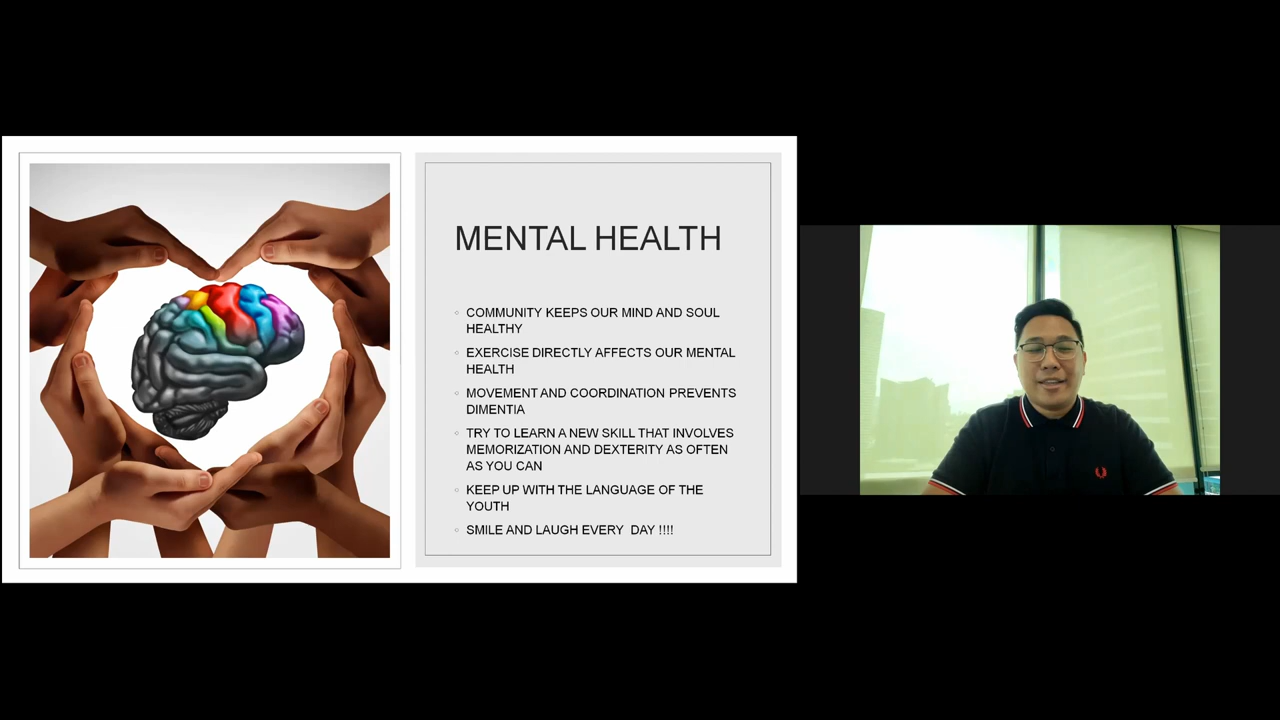 MENTAL HEALTH
◦ COMMUNITY KEEPS OUR MIND AND SOUL
HEALTHY
◦ EXERCISE DIRECTLY AFFECTS OUR MENTAL
HEALTH
◦ MOVEMENT AND COORDINATION PREVENTS
DIMENTIA
◦ TRY TO LEARN A NEW SKILL THAT INVOLVES
MEMORIZATION AND DEXTERITY AS OFTEN
AS YOU CAN
◦ KEEP UP WITH THE LANGUAGE OF THE
YOUTH
◦ SMILE AND LAUGH EVERY  DAY !!!!